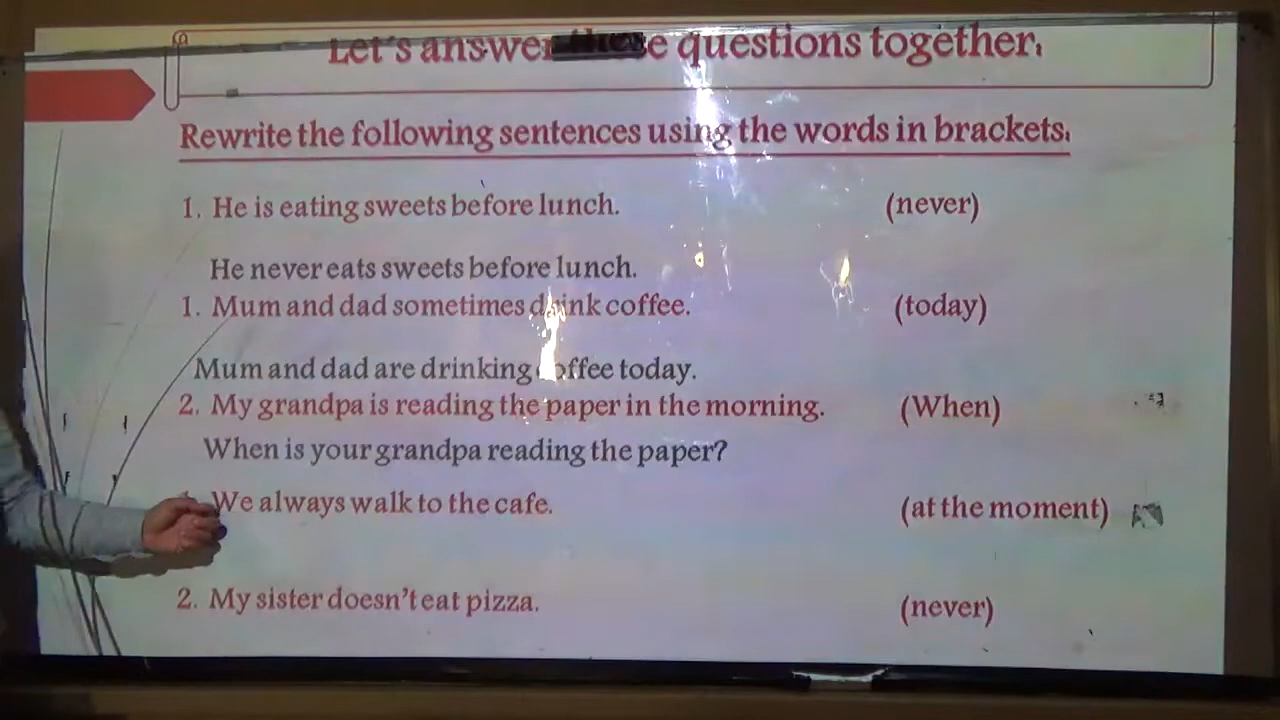 Let's answer these questions together.
Rewrite the following sentences using the words in brackets.
1. He is eating sweets before lunch. (never)
He never eats sweets before lunch.
1. Mum and dad sometimes drink coffee. (today)
Mum and dad are drinking coffee today.
2. My grandpa is reading the paper in the morning. (When)
When is your grandpa reading the paper?
We always walk to the cafe. (at the moment)
2. My sister doesn't eat pizza. (never)